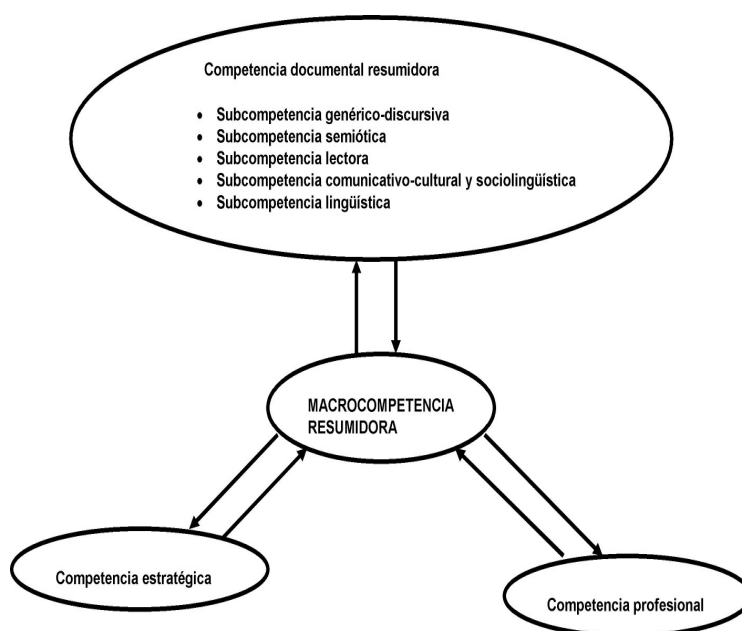 Competencia documental resumidora
• Subcompetencia genérico-discursiva
• Subcompetencia semiótica
• Subcompetencia lectora
• Subcompetencia comunicativo-cultural y sociolingüística
• Subcompetencia lingüística
MACROCOMPETENCIA
RESUMIDORA
Competencia estratégica
Competencia profesional